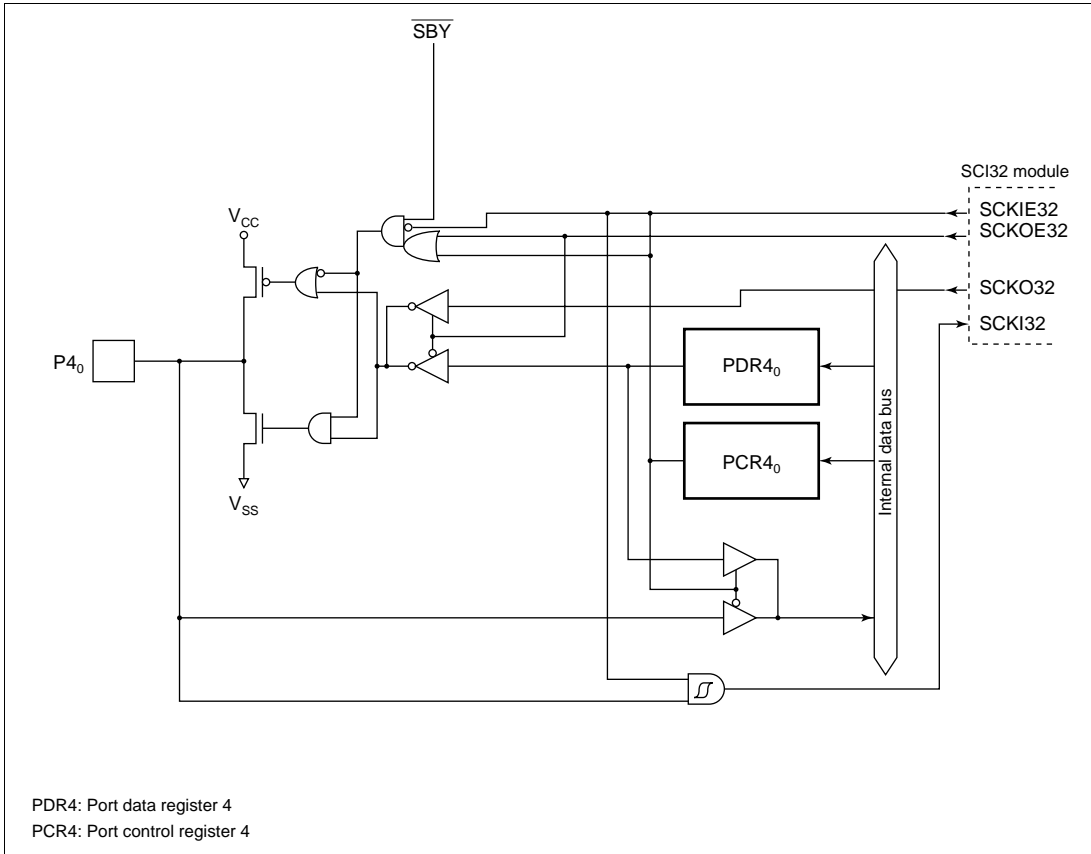 SBY
SCI32 module
SCKIE32
SCKOE32
SCKO32
SCKI32
VCC
P40
VSS
PDR40
PCR40
Internal data bus
PDR4: Port data register 4
PCR4: Port control register 4